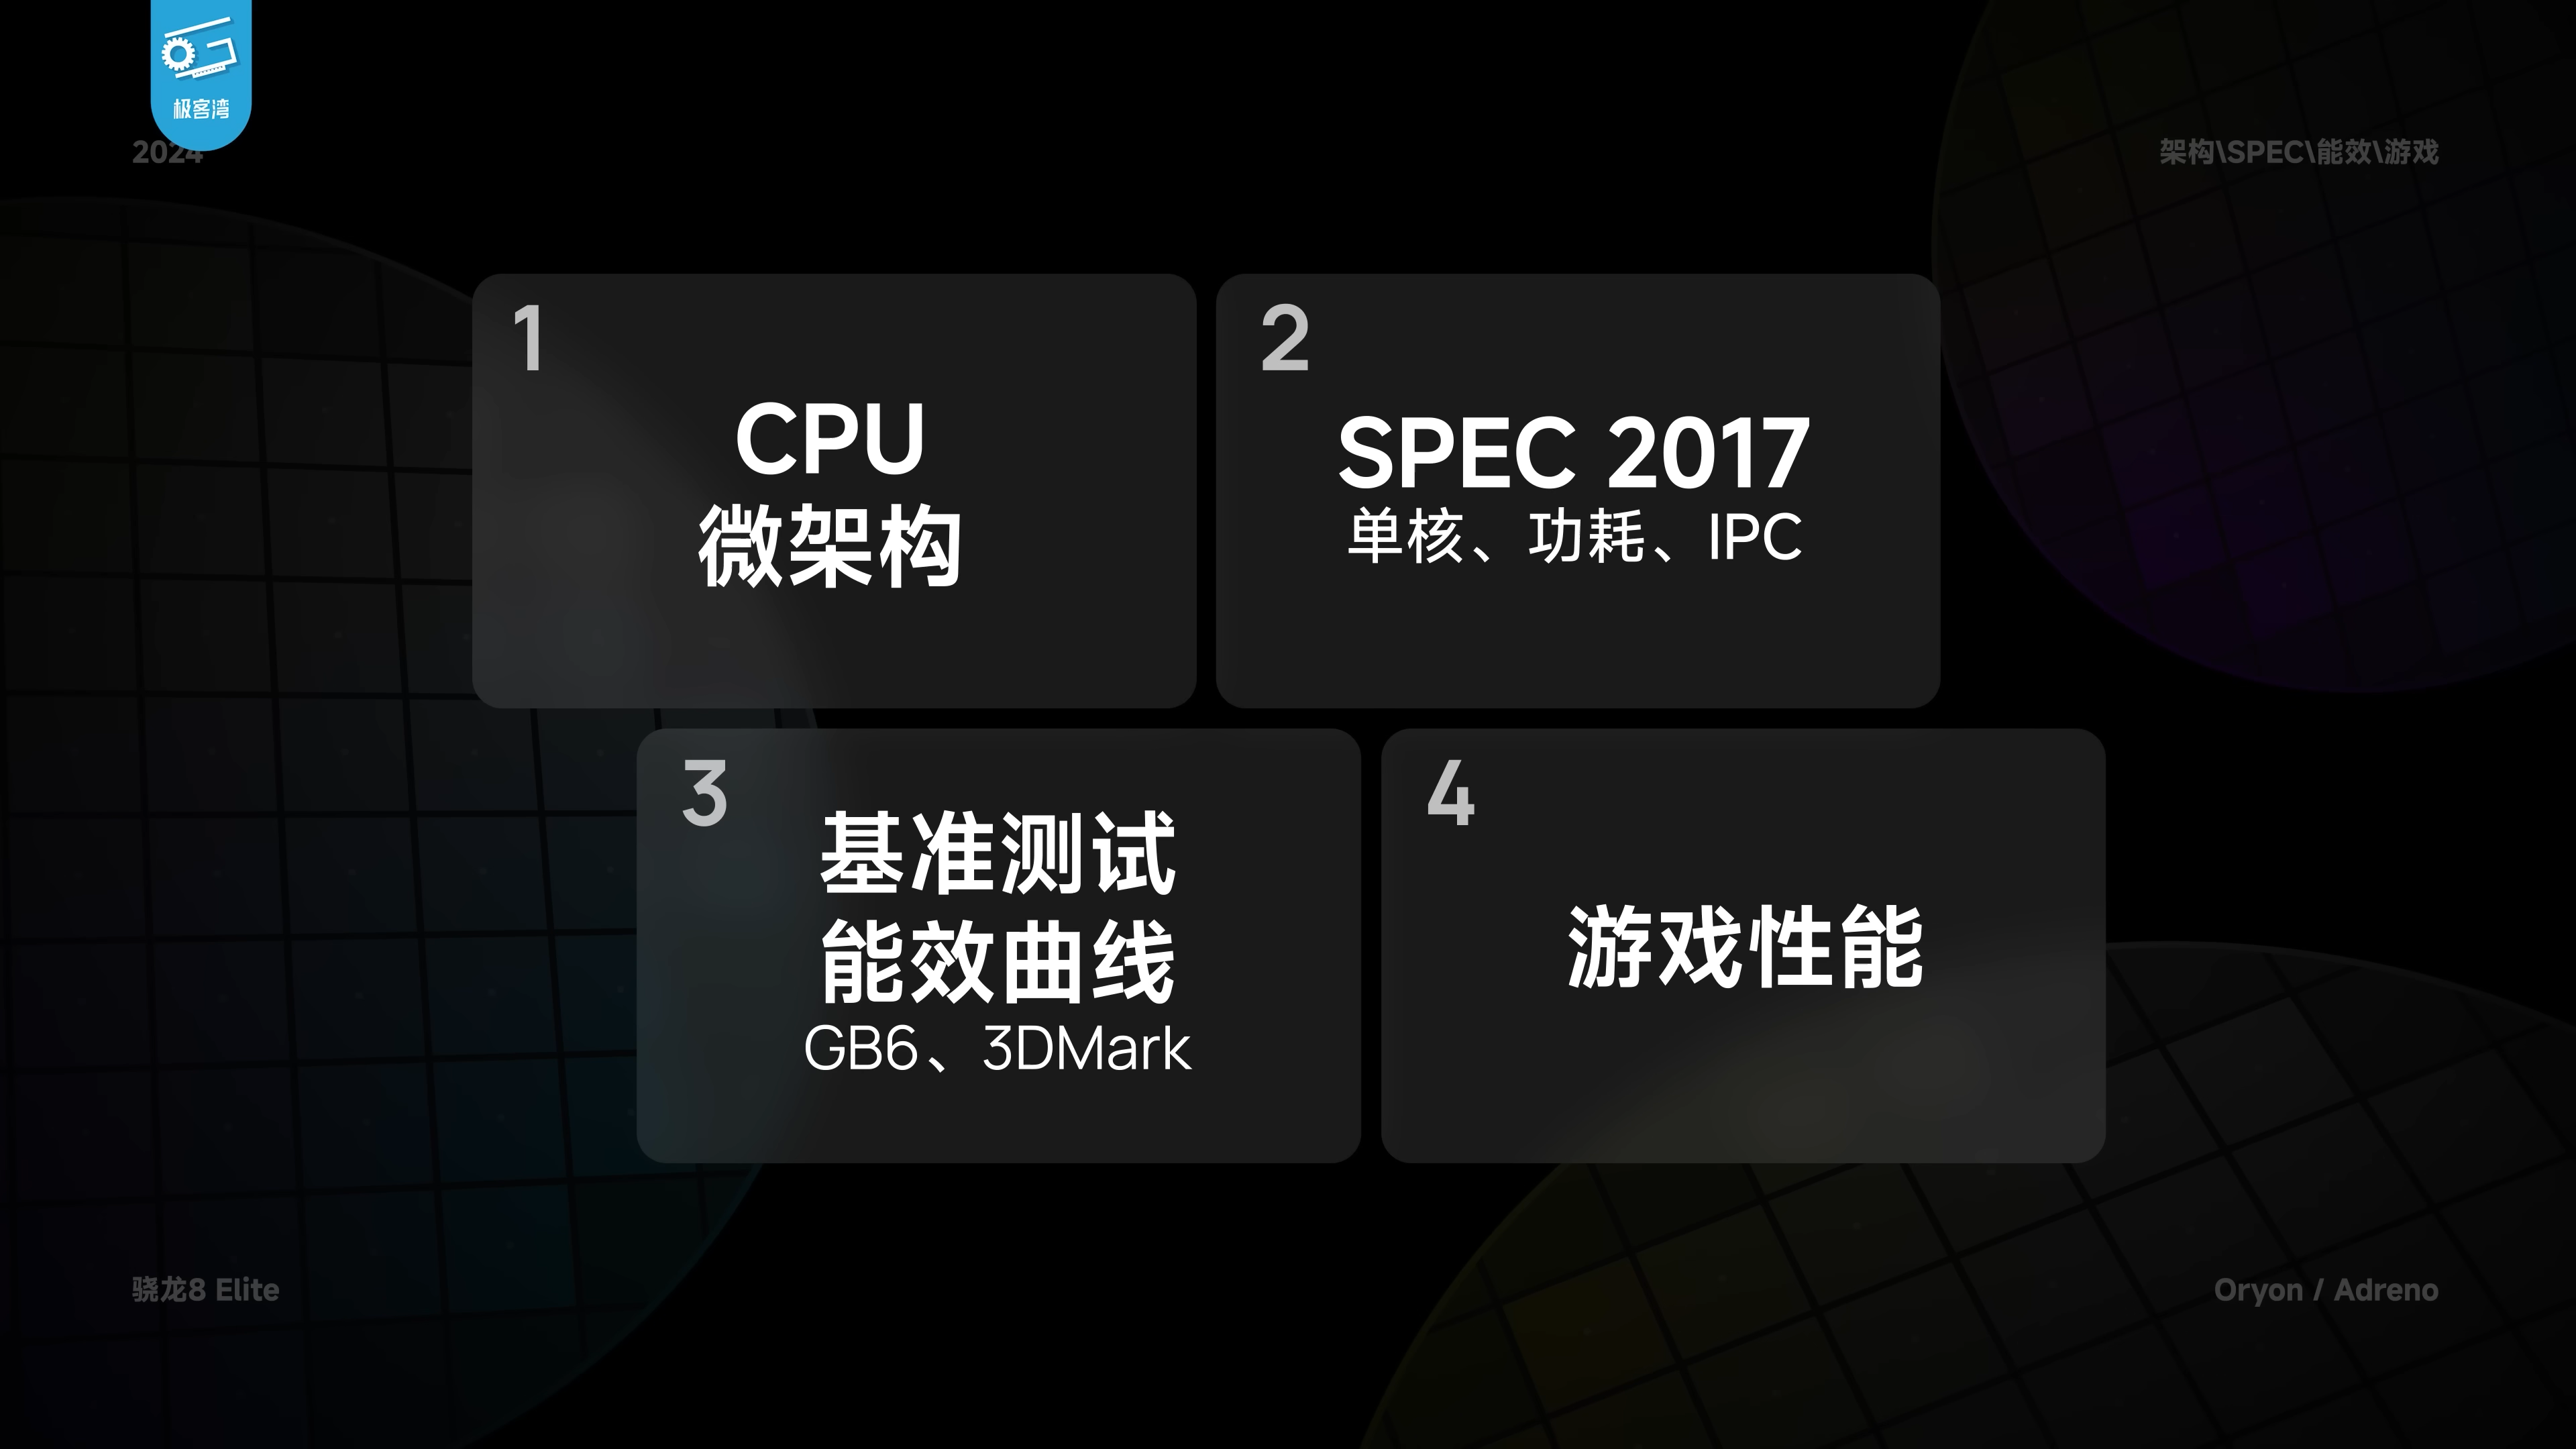 极客湾
2024
架构\SPEC\能效\游戏
1
CPU
微架构
2
SPEC 2017
单核、功耗、IPC
3
基准测试
能效曲线
GB6、3DMark
4
游戏性能
骁龙8 Elite
Oryon / Adreno